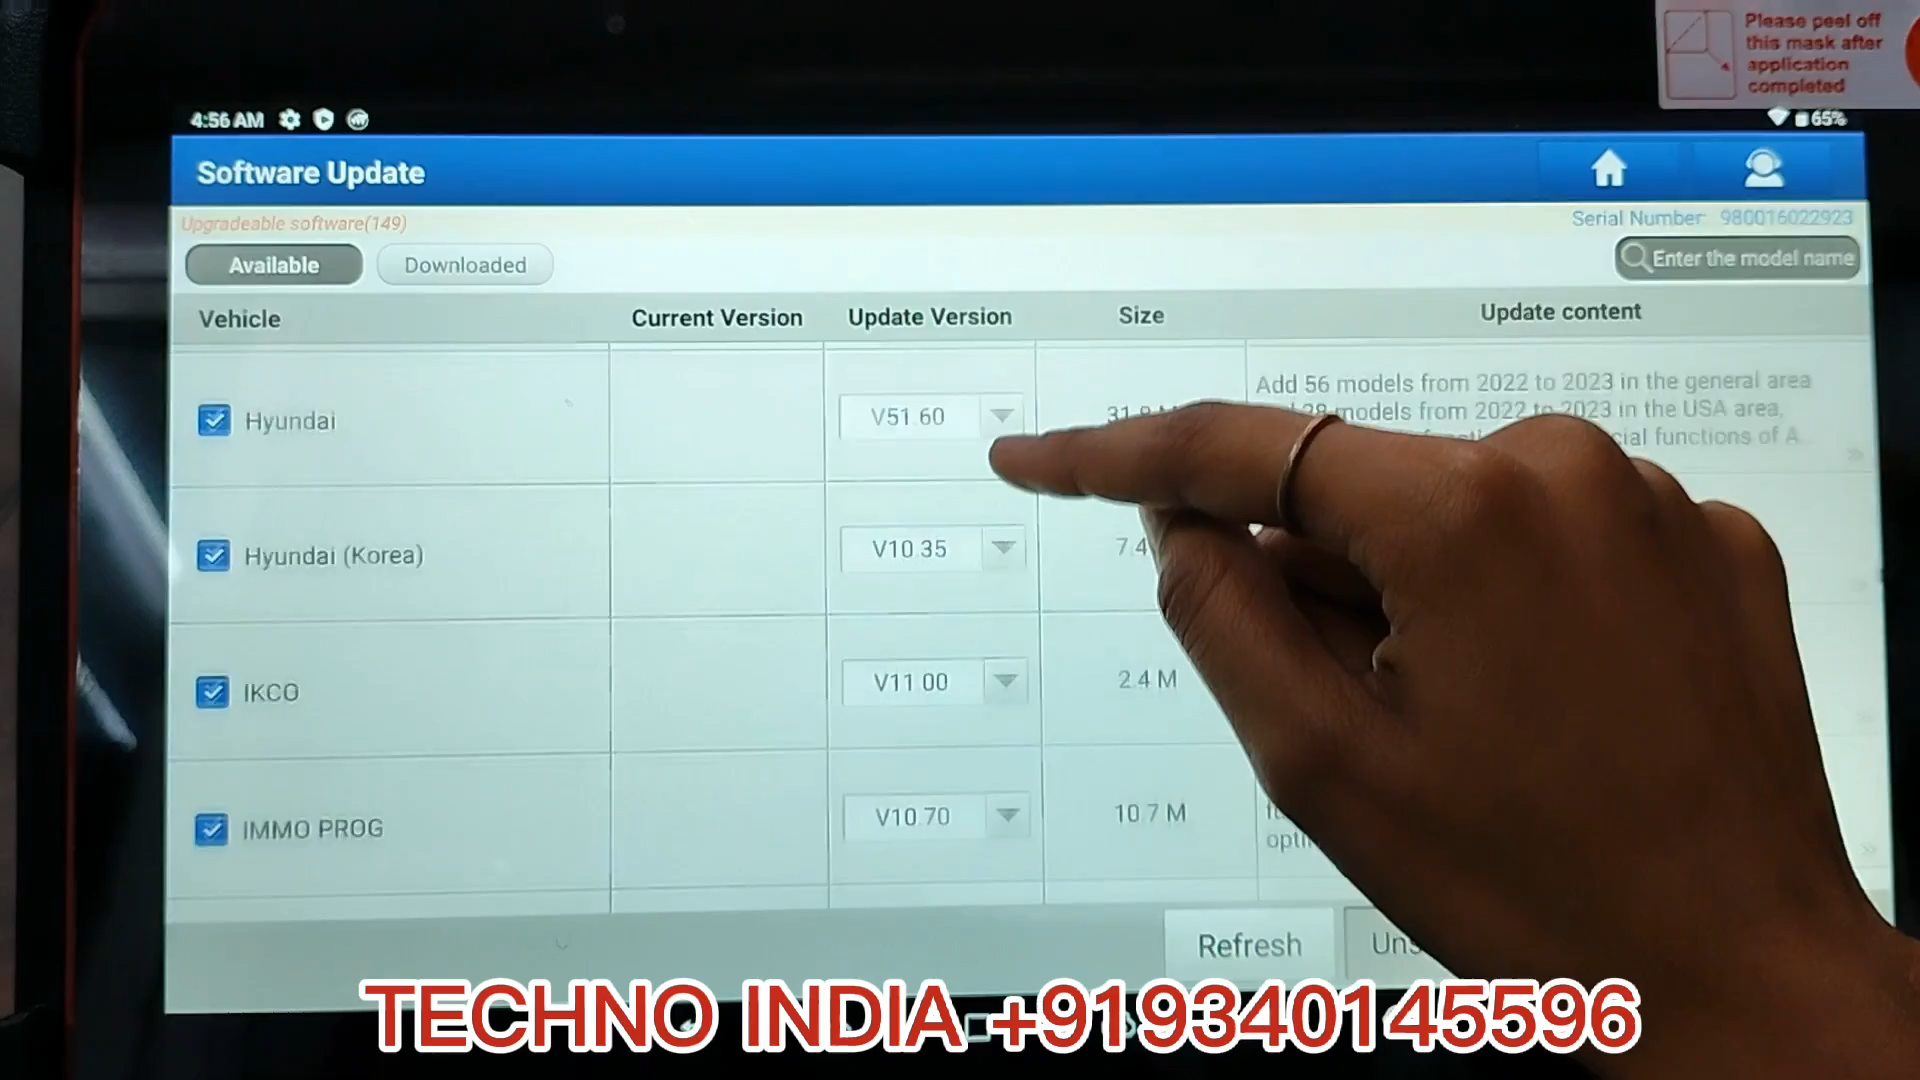 Please peel off
this mask after
application
completed
4:56 AM
65%
Software Update
Upgradeable software(149)
Serial Number 980016022923
Available
Downloaded
Enter the model name
Vehicle
Current Version
Update Version
Size
Update content
Hyundai
V51 60
Add 56 models from 2022 to 2023 in the general area
models from 2022 to 2023 in the USA area,
functions of A
Hyundai (Korea)
V10 35
7.4
IKCO
V11 00
2.4 M
IMMO PROG
V10.70
10.7 M
Refresh
TECHNO INDIA +919340145596